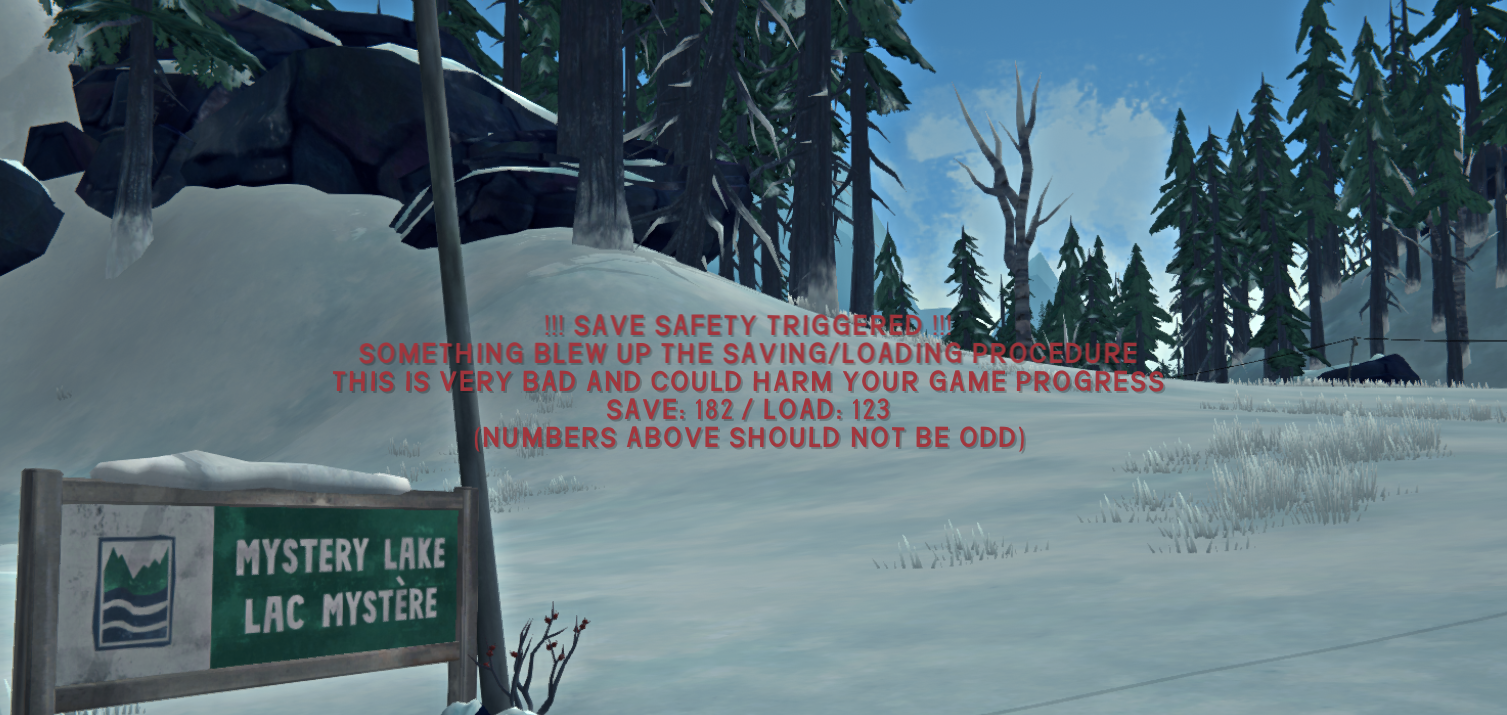 !!! SAVE SAFETY TRIGGERED !!!
SOMETHING BLEW UP THE SAVING/LOADING PROCEDURE
THIS IS VERY BAD AND COULD HARM YOUR GAME PROGRESS
SAVE: 182 / LOAD: 123
(NUMBERS ABOVE SHOULD NOT BE ODD)
MYSTERY LAKE
LAC MYSTÈRE